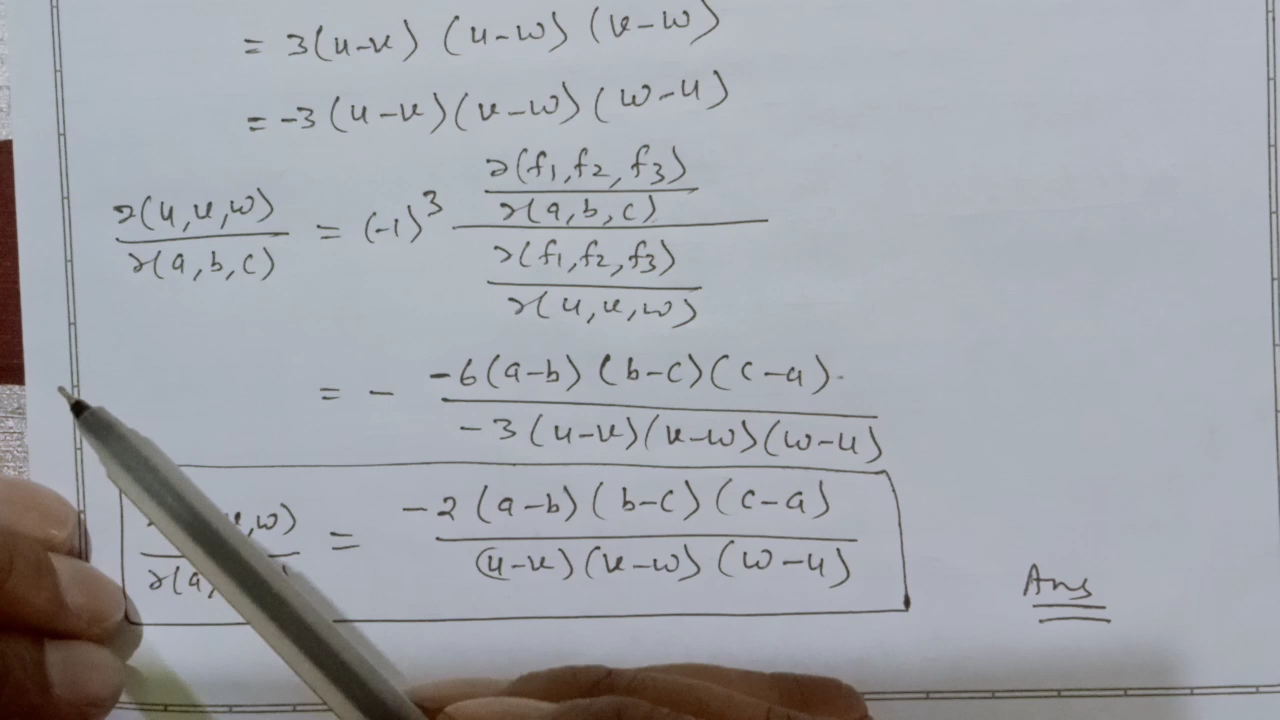 = 3(u-v) (u-w) (v-w)
= -3(u-v)(v-w)(w-u)
∂(u,v,w)/∂(a,b,c) = (-1)³ ∂(f1,f2,f3)/∂(a,b,c) / ∂(f1,f2,f3)/∂(u,v,w)
= - -6(a-b)(b-c)(c-a) / -3(u-v)(v-w)(w-u)
,w)/∂(a, = -2(a-b)(b-c)(c-a) / (u-v)(v-w)(w-u)
Ans